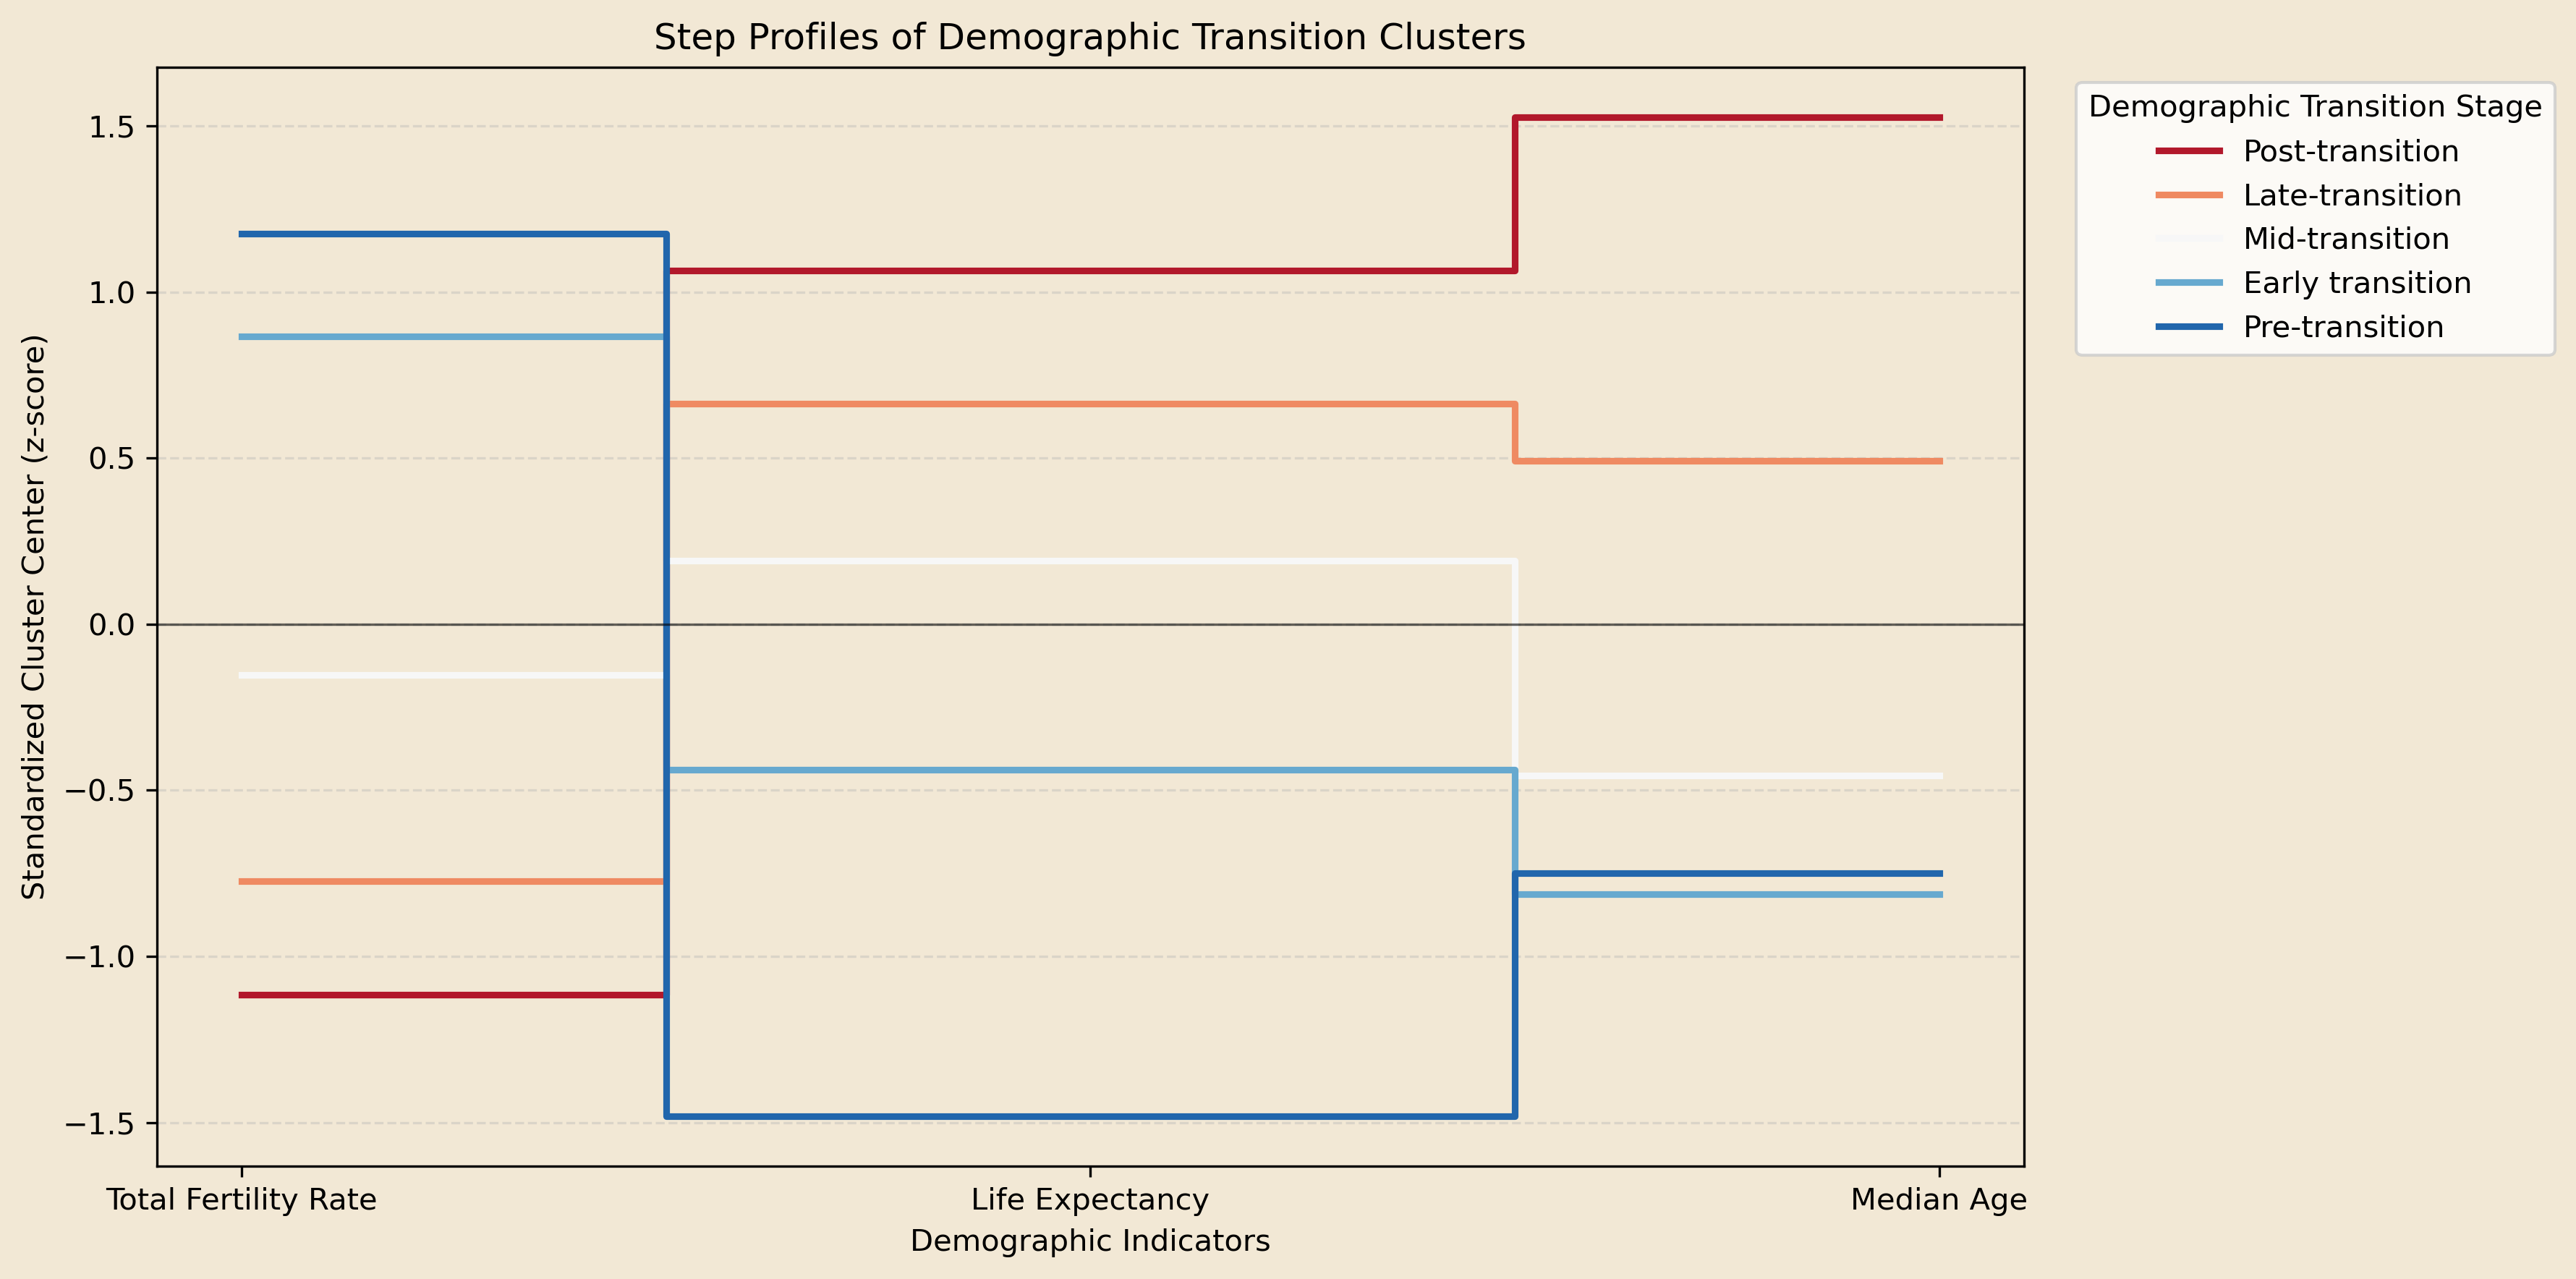 Step Profiles of Demographic Transition Clusters
Standardized Cluster Center (z-score)
1.5
1.0
0.5
0.0
−0.5
−1.0
−1.5
Total Fertility Rate
Life Expectancy
Median Age
Demographic Indicators
Demographic Transition Stage
Post-transition
Late-transition
Mid-transition
Early transition
Pre-transition